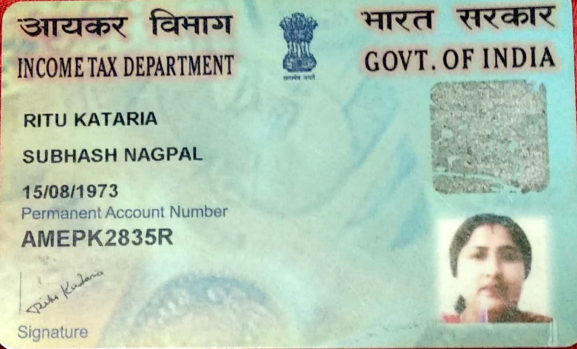 आयकर विभाग
INCOME TAX DEPARTMENT
सत्यमेव जयते
भारत सरकार
GOVT. OF INDIA
RITU KATARIA
SUBHASH NAGPAL
15/08/1973
Permanent Account Number
AMEPK2835R
Ritu Kataria
Signature